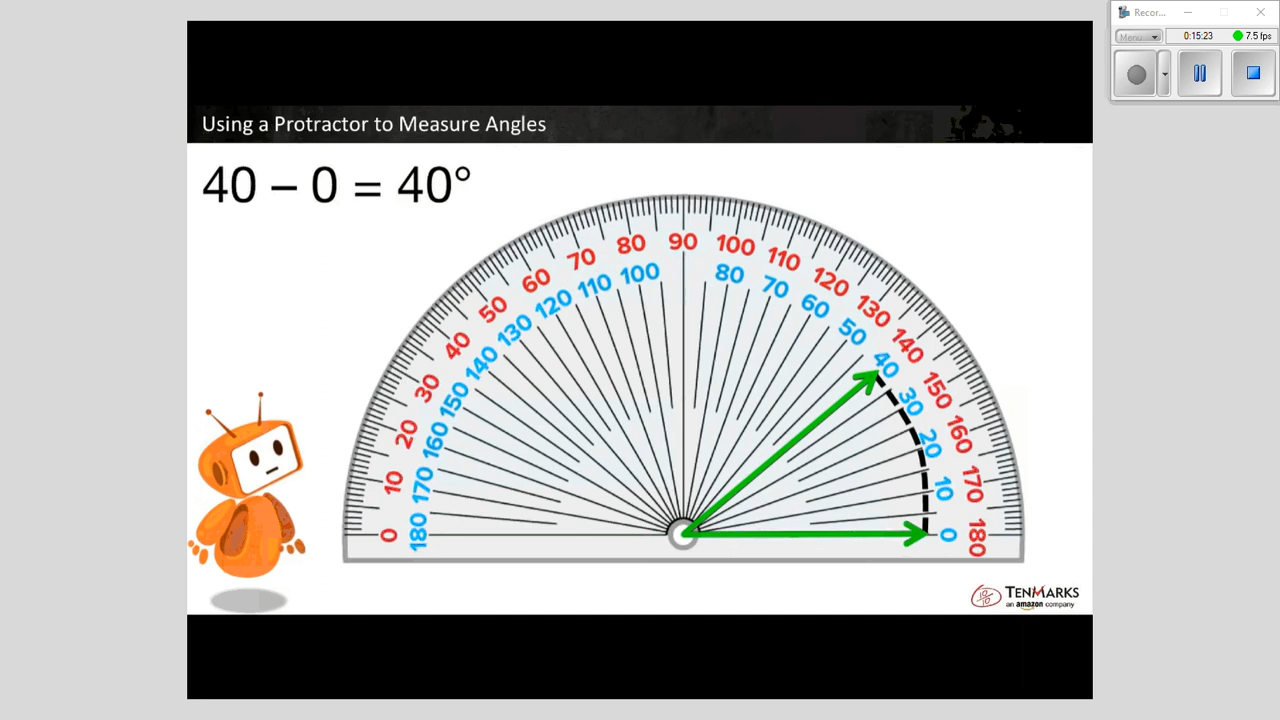 Recor...
Menu
0:15:23
7.5 fps
Using a Protractor to Measure Angles
40 – 0 = 40°
0 10 20 30 40 50 60 70 80 90 100 110 120 130 140 150 160 170 180
180 170 160 150 140 130 120 110 100 80 70 60 50 40 30 20 10 0
10/10
TENMARKS
an amazon company